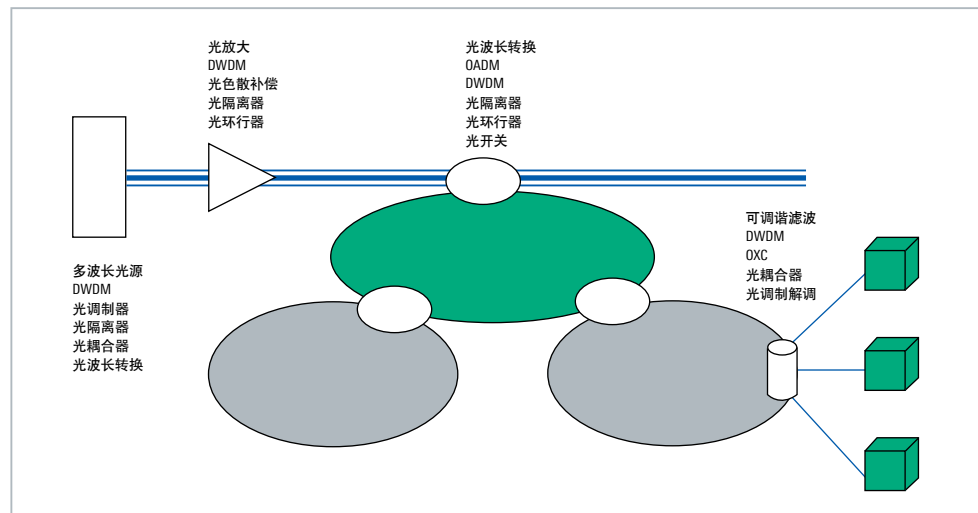 光放大
DWDM
光色散补偿
光隔离器
光环行器
光波长转换
OADM
DWDM
光隔离器
光环行器
光开关
多波长光源
DWDM
光调制器
光隔离器
光耦合器
光波长转换
可调谐滤波
DWDM
OXC
光耦合器
光调制解调